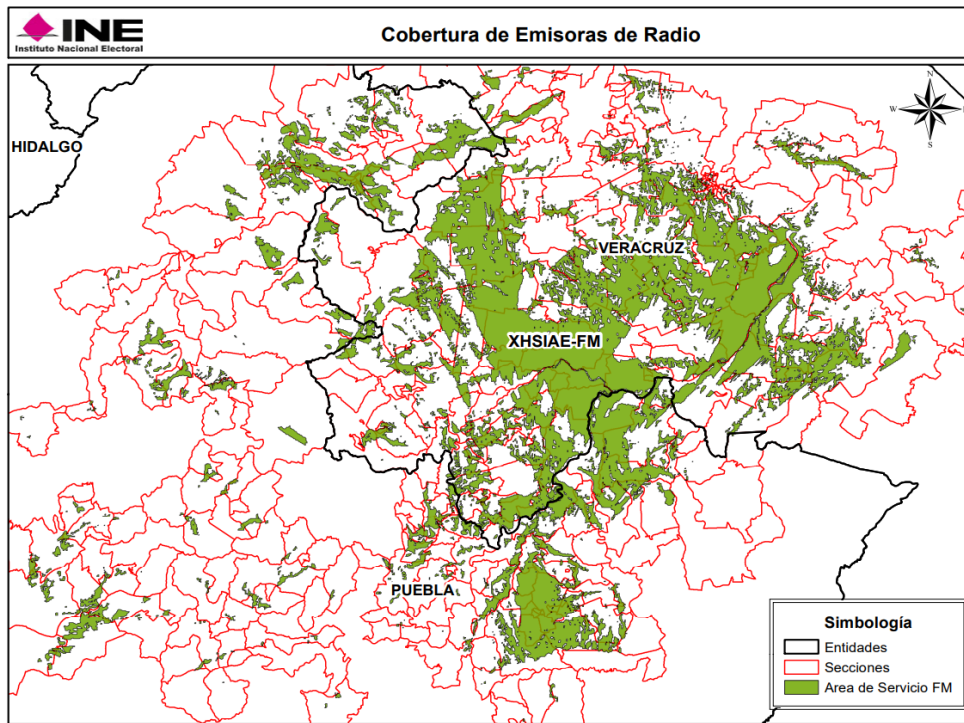 INE
Instituto Nacional Electoral
Cobertura de Emisoras de Radio
N
W
S
HIDALGO
VERACRUZ
XHSIAE-FM
PUEBLA
Simbología
Entidades
Secciones
Area de Servicio FM